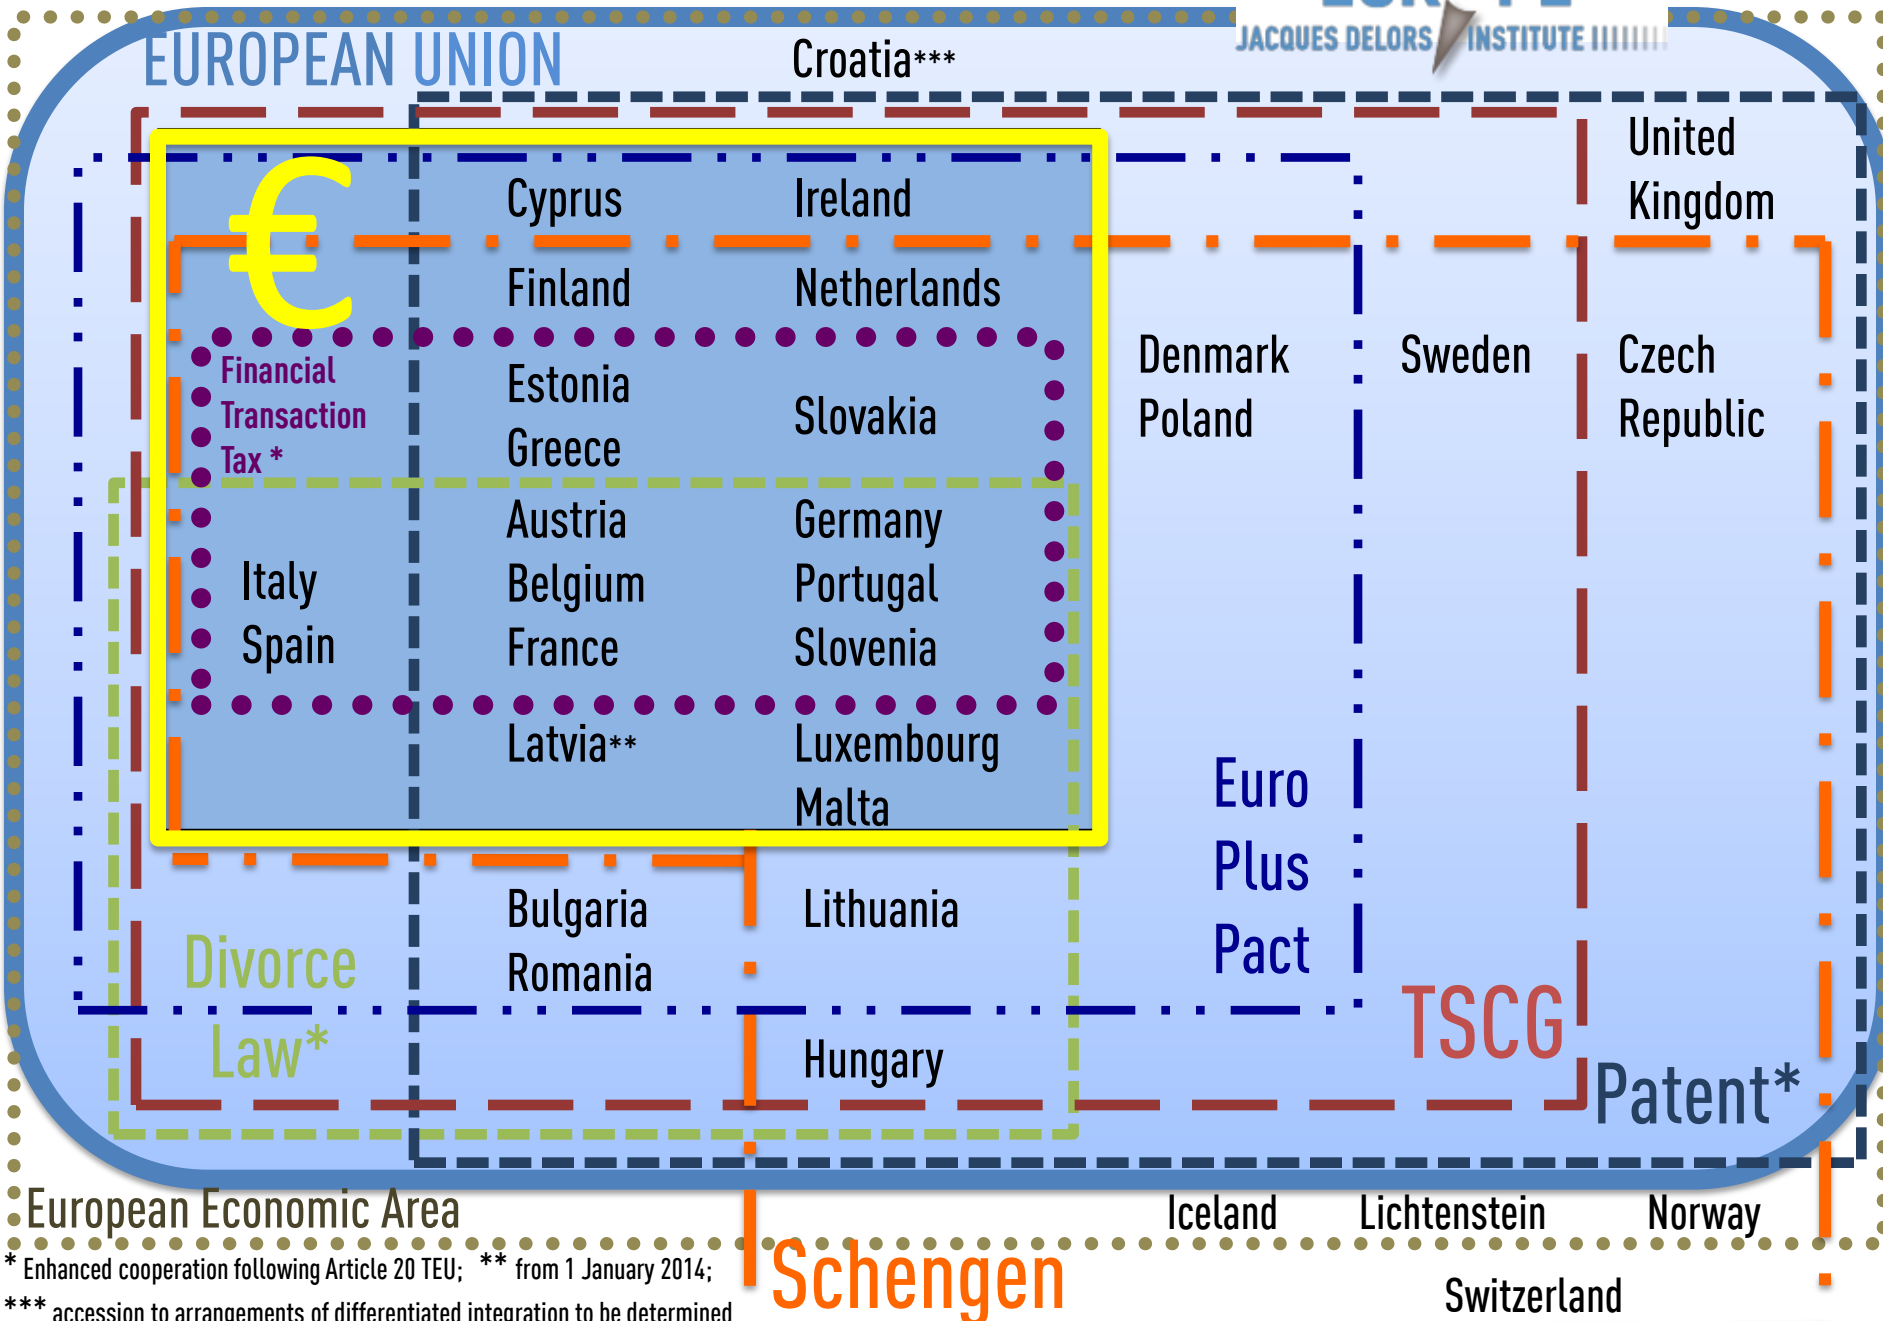 EUROPEAN UNION
Croatia***
JACQUES DELORS INSTITUTE
United
Kingdom
€
Cyprus
Ireland
Finland
Netherlands
Financial
Transaction
Tax *
Estonia
Greece
Slovakia
Denmark
Poland
Sweden
Czech
Republic
Italy
Spain
Austria
Belgium
France
Germany
Portugal
Slovenia
Latvia**
Luxembourg
Malta
Euro
Plus
Pact
Bulgaria
Romania
Lithuania
Divorce
Law*
Hungary
TSCG
Patent*
European Economic Area
Iceland
Lichtenstein
Norway
* Enhanced cooperation following Article 20 TEU; ** from 1 January 2014;
*** accession to arrangements of differentiated integration to be determined
Schengen
Switzerland